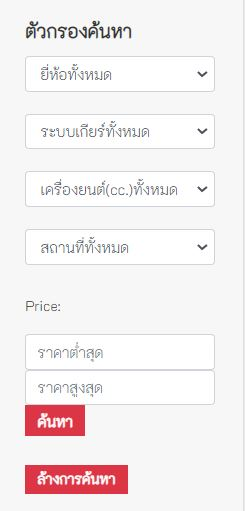 ตัวกรองค้นหา
ยี่ห้อทั้งหมด
ระบบเกียร์ทั้งหมด
เครื่องยนต์(cc.)ทั้งหมด
สถานที่ทั้งหมด
Price:
ราคาต่ำสุด
ราคาสูงสุด
ค้นหา
ล้างการค้นหา